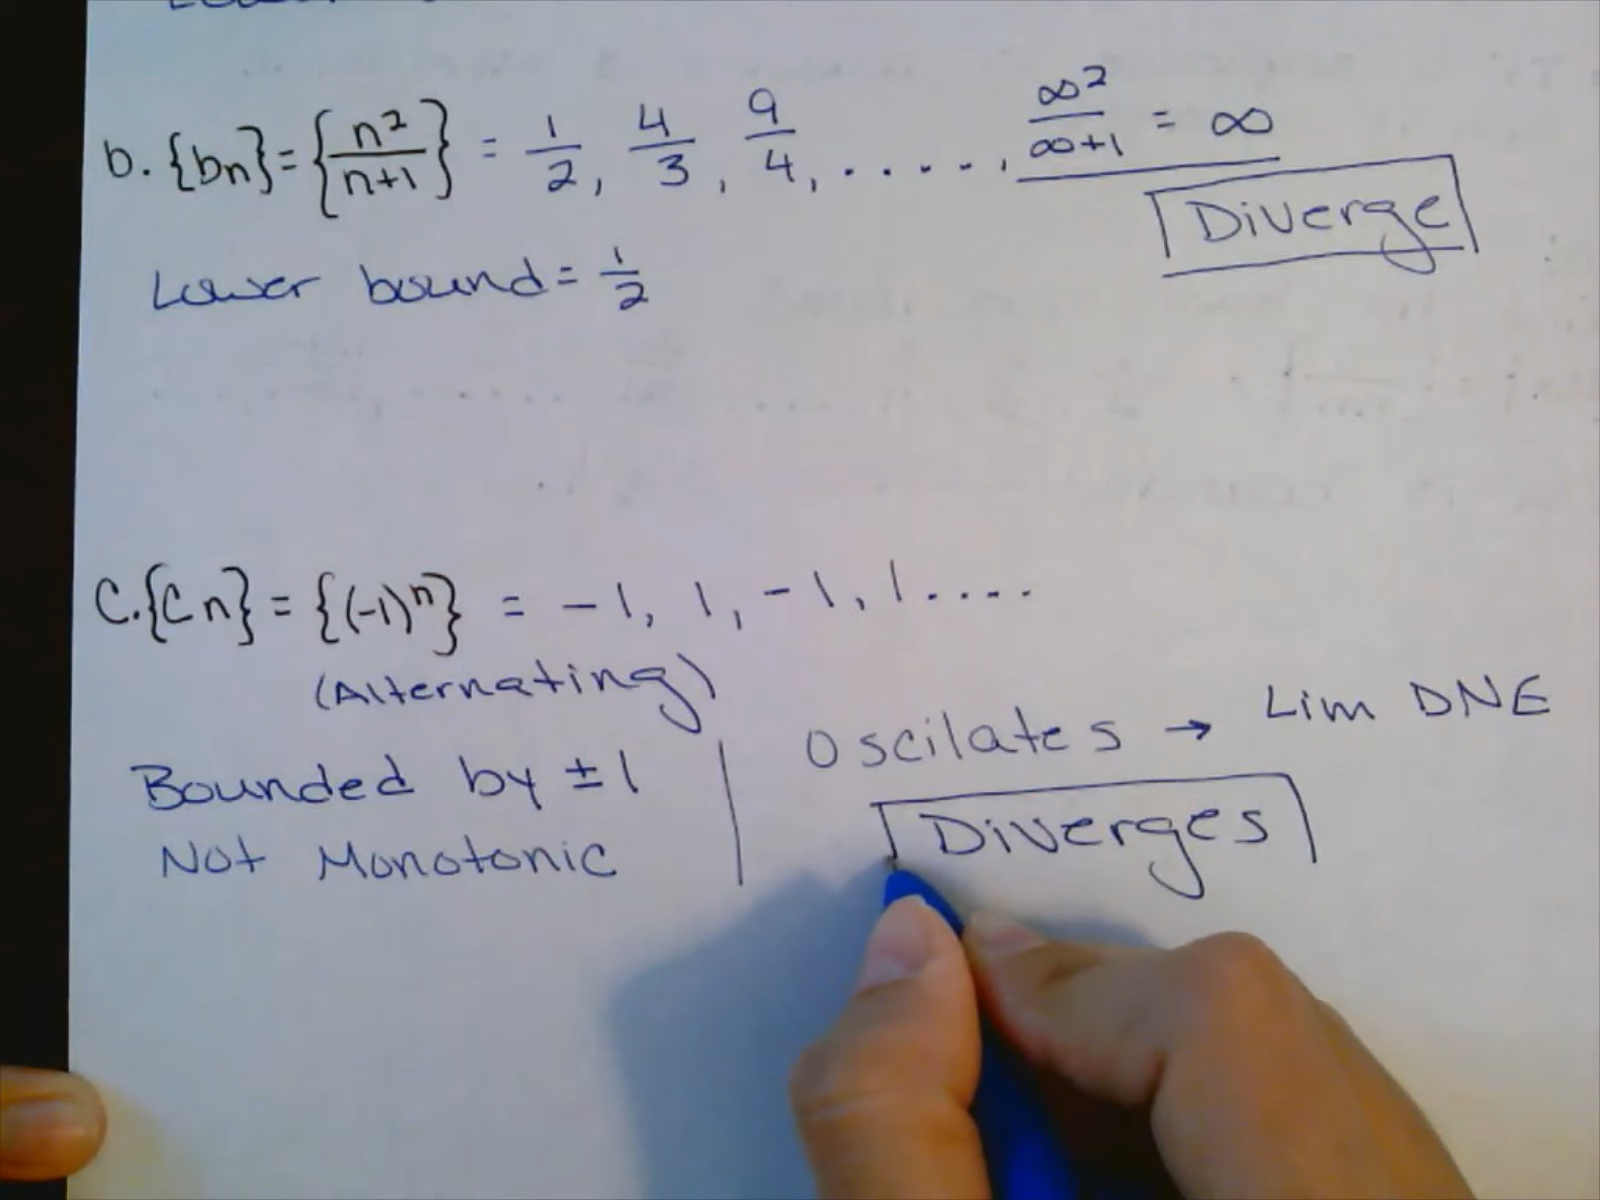 b. {bn} = {n²/n+1} = 1/2, 4/3, 9/4, ....., ∞²/∞+1 = ∞
Diverge
Lower bound = 1/2
C. {Cn} = {(-1)ⁿ} = -1, 1, -1, 1....
(Alternating)
Bounded by ±1
Not Monotonic
Oscilates → Lim DNE
Diverges